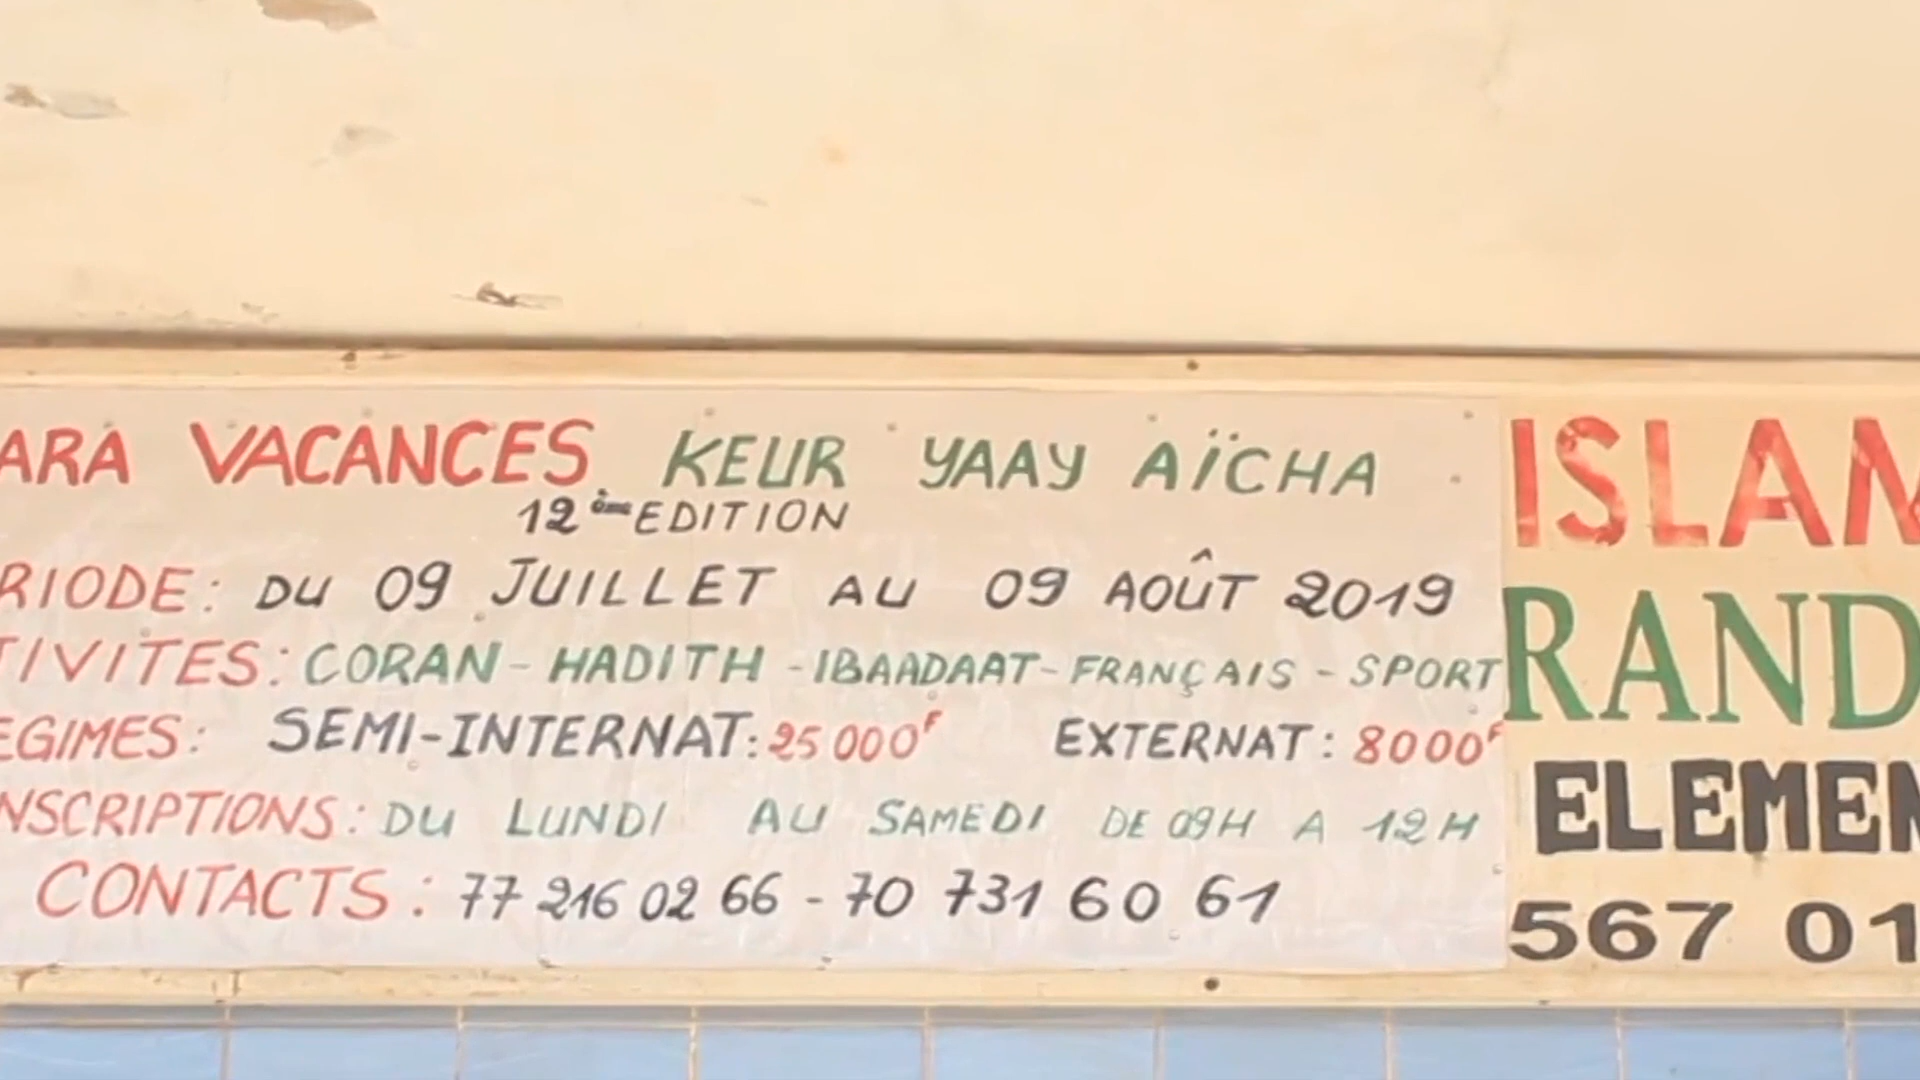 ARA VACANCES KEUR YAAY AÏCHA
12ème EDITION
RIODE: DU 09 JUILLET AU 09 AOÛT 2019
TIVITES: CORAN - HADITH - IBAADAAT - FRANÇAIS - SPORT
EGIMES: SEMI-INTERNAT: 25 000F EXTERNAT: 8000F
NSCRIPTIONS: DU LUNDI AU SAMEDI DE 09H A 12H
CONTACTS: 77 216 02 66 - 70 731 60 61
ISLAM
RAND
ELEMEN
567 01